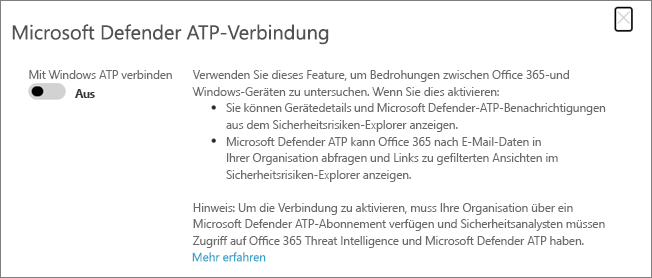 Microsoft Defender ATP-Verbindung
Mit Windows ATP verbinden
Aus
Verwenden Sie dieses Feature, um Bedrohungen zwischen Office 365-und
Windows-Geräten zu untersuchen. Wenn Sie dies aktivieren:
• Sie können Gerätedetails und Microsoft Defender-ATP-Benachrichtigungen
aus dem Sicherheitsrisiken-Explorer anzeigen.
• Microsoft Defender ATP kann Office 365 nach E-Mail-Daten in
Ihrer Organisation abfragen und Links zu gefilterten Ansichten im
Sicherheitsrisiken-Explorer anzeigen.
Hinweis: Um die Verbindung zu aktivieren, muss Ihre Organisation über ein
Microsoft Defender ATP-Abonnement verfügen und Sicherheitsanalysten müssen
Zugriff auf Office 365 Threat Intelligence und Microsoft Defender ATP haben.
Mehr erfahren